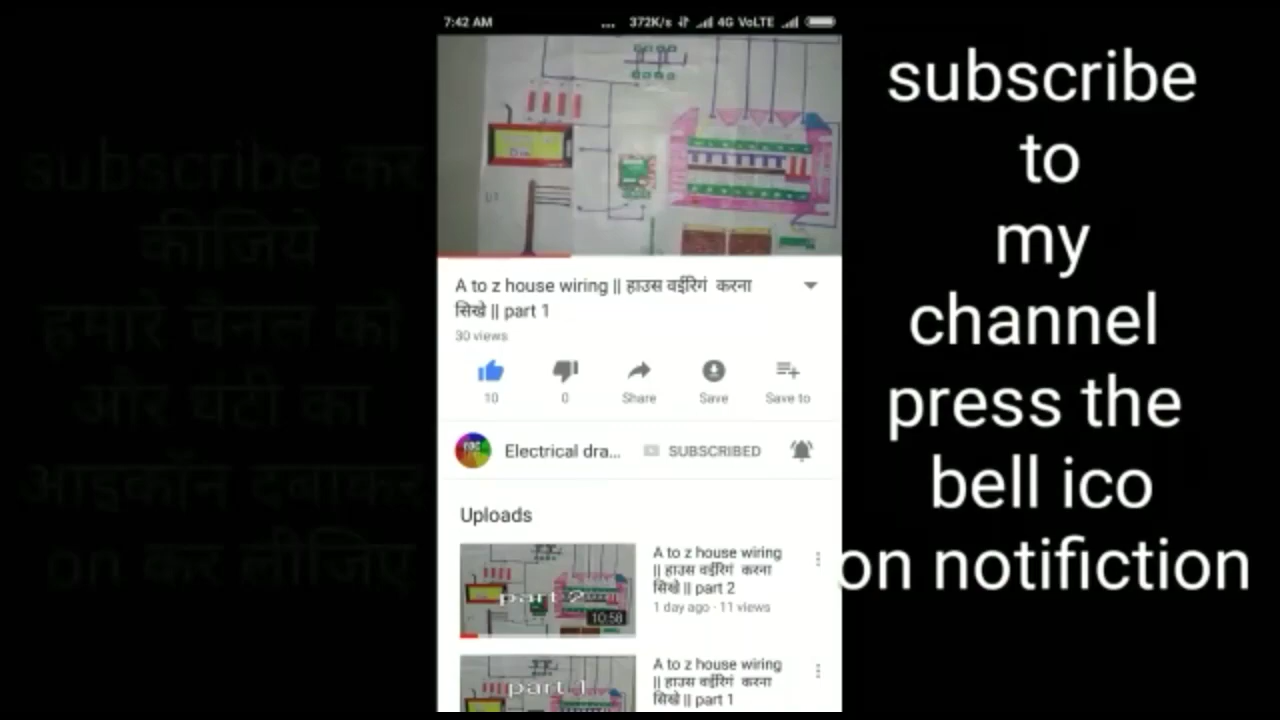 7:42 AM
... 372K/s 4G VoLTE
subscribe कर
कीजिये
हमारे चैनल को
और घंटी का
आइकॉन दबाकर
on कर लीजिए
A to z house wiring || हाउस वईरिगं करना
सिखे || part 1
30 views
10
0
Share
Save
Save to
Electrical dra...
SUBSCRIBED
Uploads
part 2
10:58
A to z house wiring
|| हाउस वईरिगं करना
सिखे || part 2
1 day ago · 11 views
part 1
A to z house wiring
|| हाउस वईरिगं करना
सिखे || part 1
subscribe
to
my
channel
press the
bell ico
on notifiction